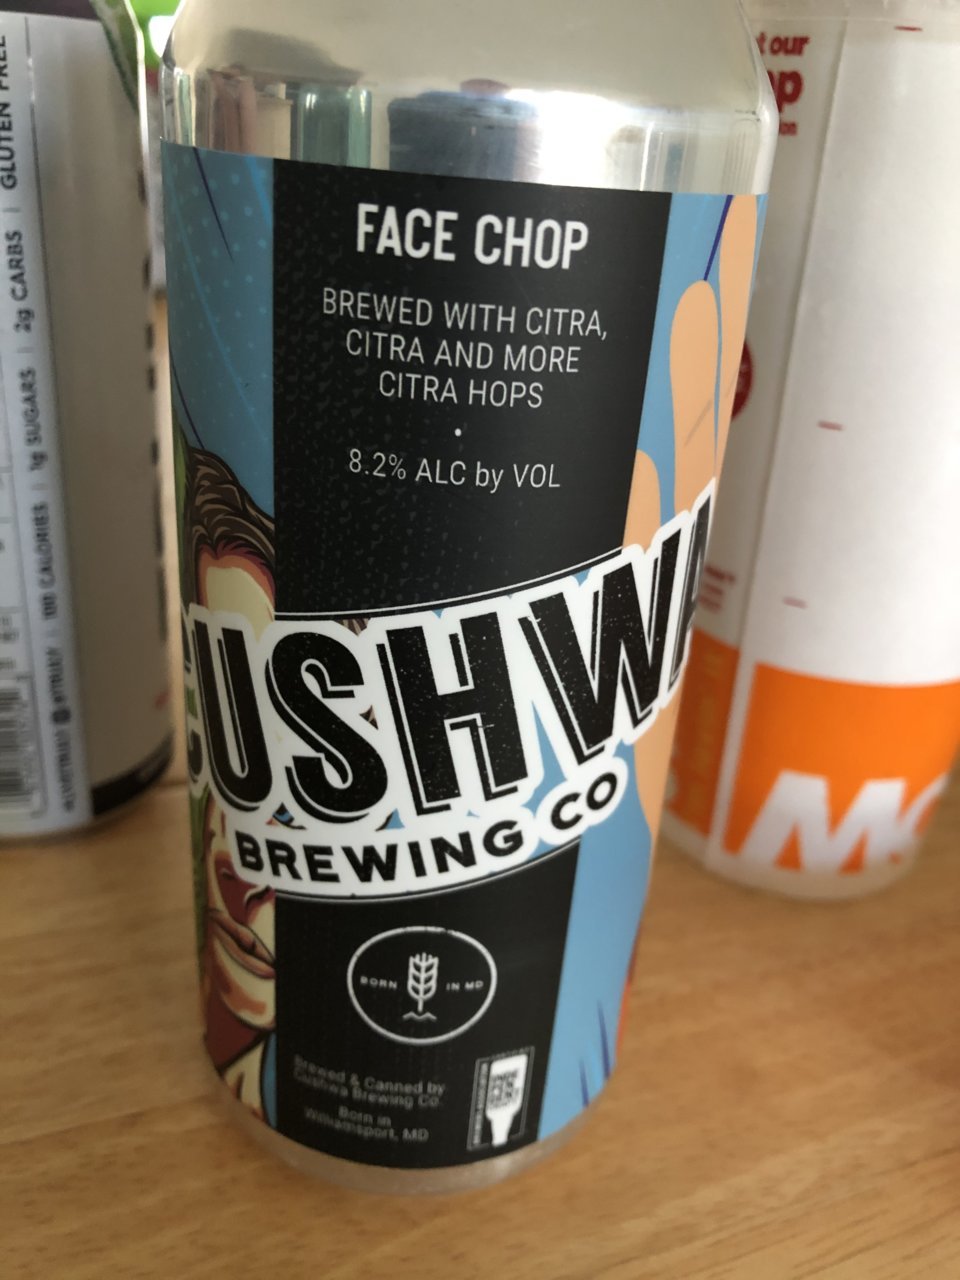 FACE CHOP
BREWED WITH CITRA,
CITRA AND MORE
CITRA HOPS
8.2% ALC by VOL
CUSHWA
BREWING CO
BORN IN MD
Brewed & Canned by
Cushwa Brewing Co.
Born in
Williamsport, MD
100 CALORIES | 1g SUGARS | 2g CARBS | GLUTEN FREE
t our